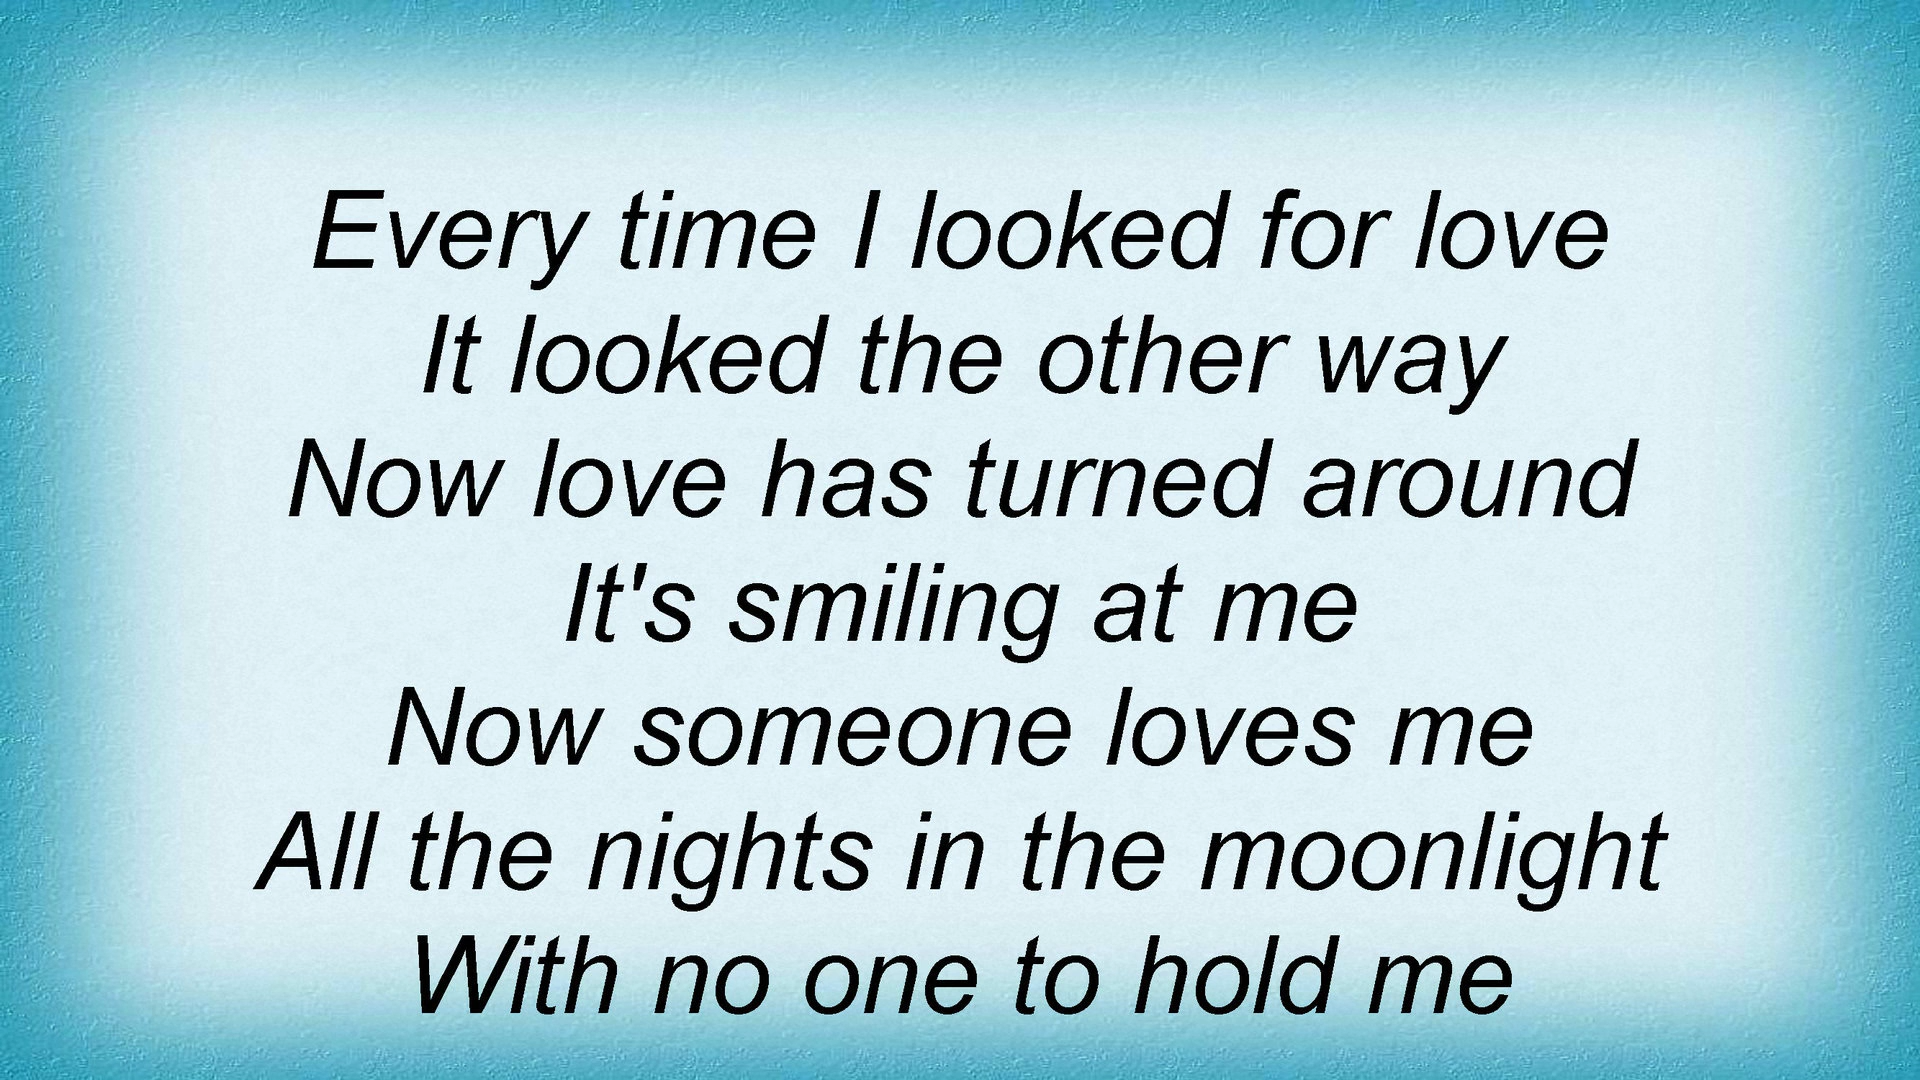 Every time I looked for love
It looked the other way
Now love has turned around
It's smiling at me
Now someone loves me
All the nights in the moonlight
With no one to hold me